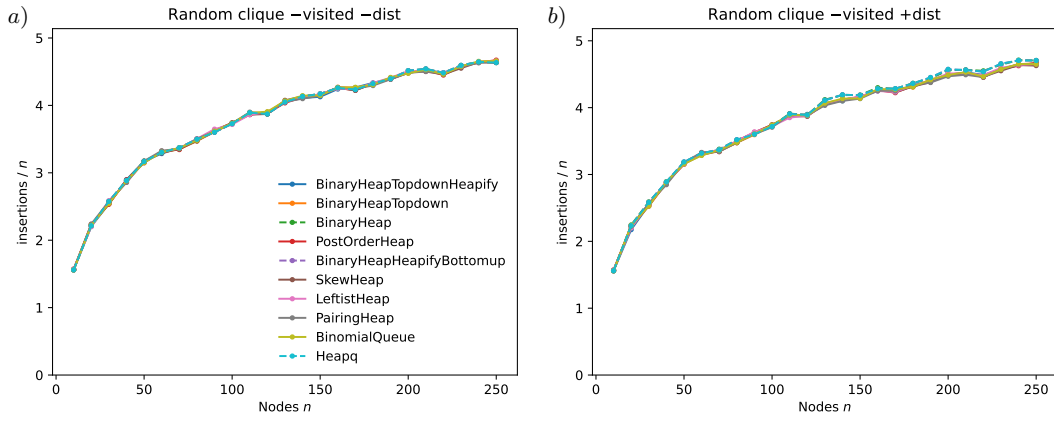 a)
Random clique −visited −dist
5
4
3
2
1
0
insertions / n
BinaryHeapTopdownHeapify
BinaryHeapTopdown
BinaryHeap
PostOrderHeap
BinaryHeapHeapifyBottomup
SkewHeap
LeftistHeap
PairingHeap
BinomialQueue
Heapq
0 50 100 150 200 250
Nodes n
b)
Random clique −visited +dist
5
4
3
2
1
0
insertions / n
0 50 100 150 200 250
Nodes n